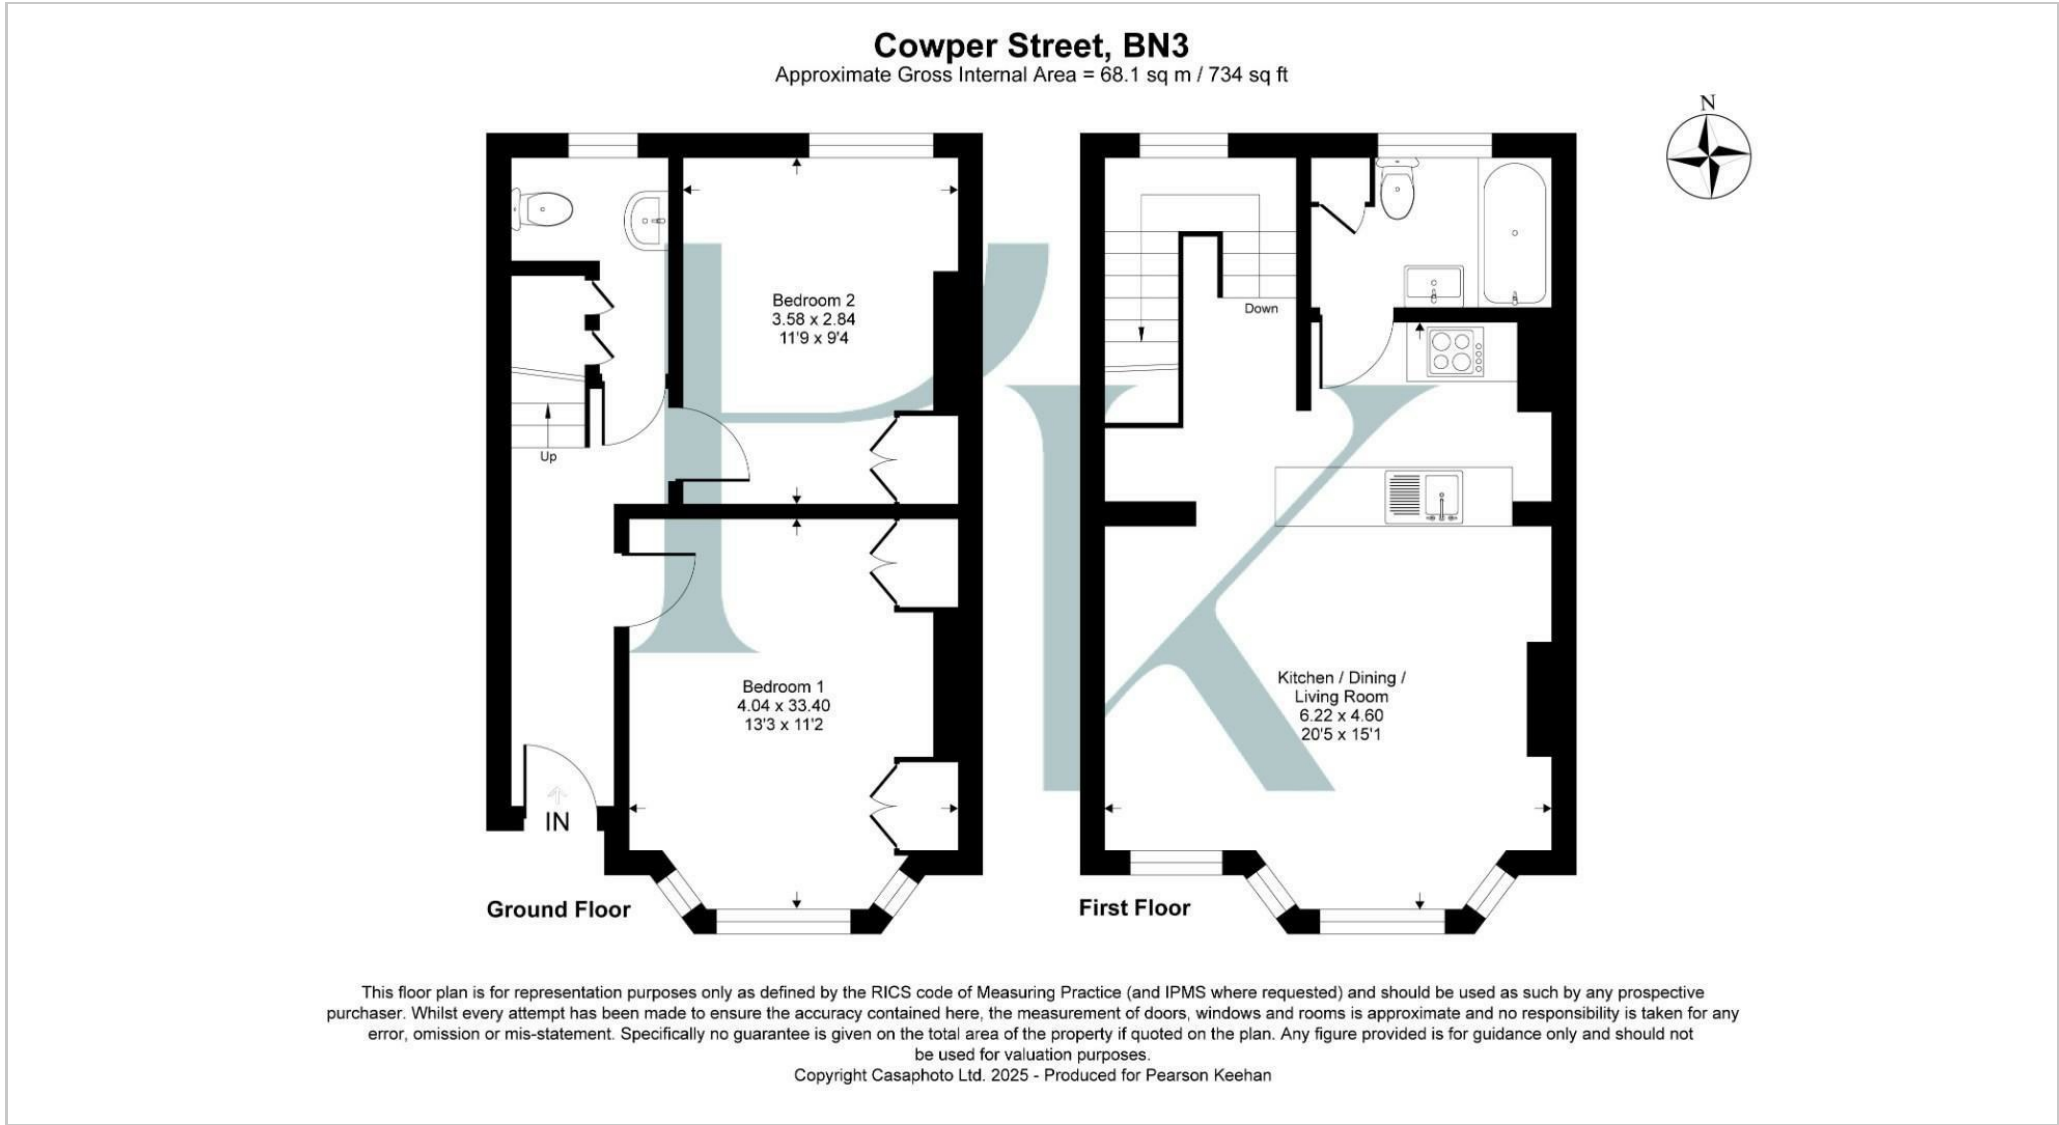 Cowper Street, BN3
Approximate Gross Internal Area = 68.1 sq m / 734 sq ft
N
Bedroom 2
3.58 x 2.84
11'9 x 9'4
Up
Bedroom 1
4.04 x 33.40
13'3 x 11'2
IN
Ground Floor
Down
Kitchen / Dining /
Living Room
6.22 x 4.60
20'5 x 15'1
First Floor
PK
This floor plan is for representation purposes only as defined by the RICS code of Measuring Practice (and IPMS where requested) and should be used as such by any prospective
purchaser. Whilst every attempt has been made to ensure the accuracy contained here, the measurement of doors, windows and rooms is approximate and no responsibility is taken for any
error, omission or mis-statement. Specifically no guarantee is given on the total area of the property if quoted on the plan. Any figure provided is for guidance only and should not
be used for valuation purposes.
Copyright Casaphoto Ltd. 2025 - Produced for Pearson Keehan